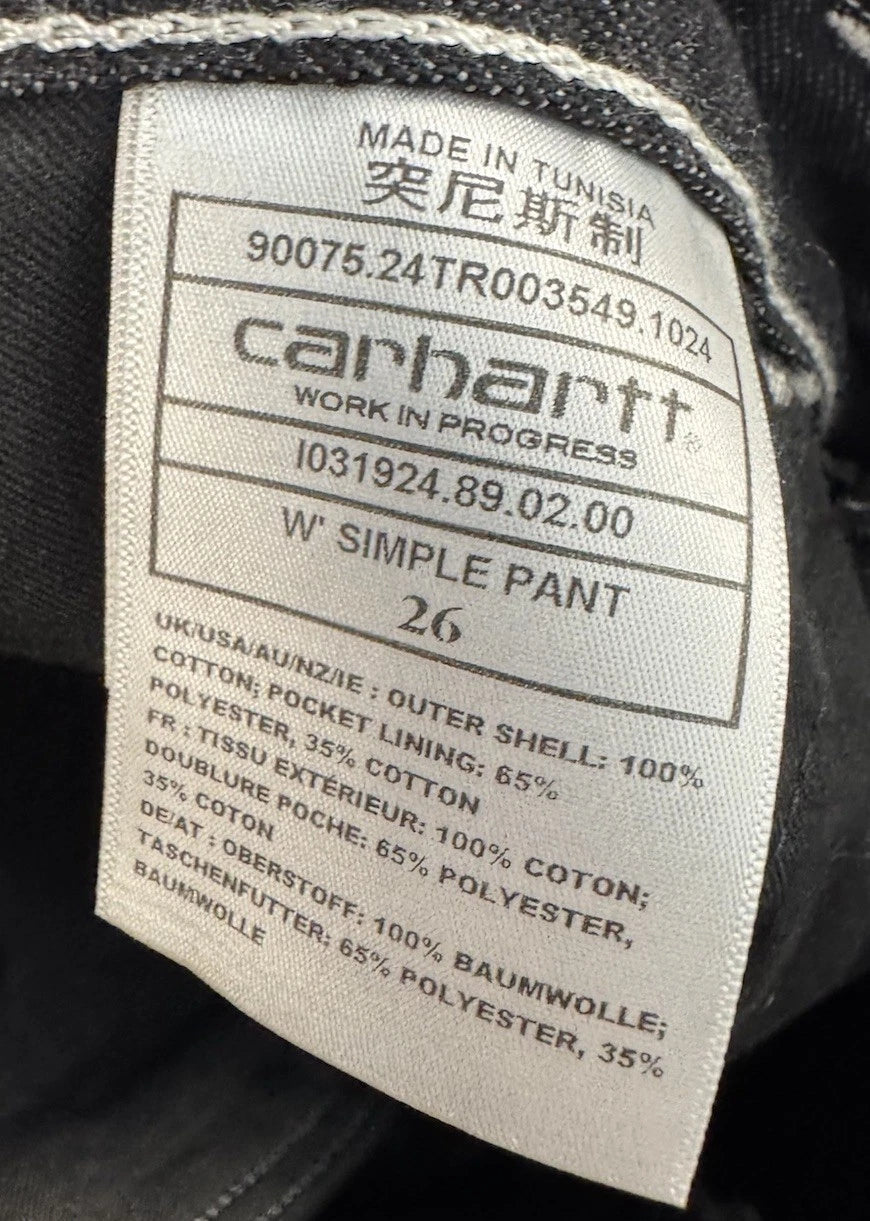 MADE IN TUNISIA
突尼斯制
90075.24TR003549.1024
carhartt®
WORK IN PROGRESS
I031924.89.02.00
W' SIMPLE PANT
26
UK/USA/AU/NZ/IE : OUTER SHELL: 100%
COTTON; POCKET LINING: 65%
POLYESTER, 35% COTTON
FR : TISSU EXTÉRIEUR: 100% COTON;
DOUBLURE POCHE: 65% POLYESTER,
35% COTON
DE/AT : OBERSTOFF: 100% BAUMWOLLE;
TASCHENFUTTER: 65% POLYESTER, 35%
BAUMWOLLE